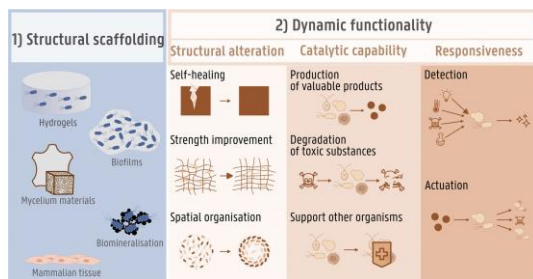 1) Structural scaffolding
Hydrogels
Biofilms
Mycelium materials
Biomineralisation
Mammalian tissue
2) Dynamic functionality
Structural alteration
Self-healing
Strength improvement
Spatial organisation
Catalytic capability
Production
of valuable products
Degradation
of toxic substances
Support other organisms
Responsiveness
Detection
Actuation